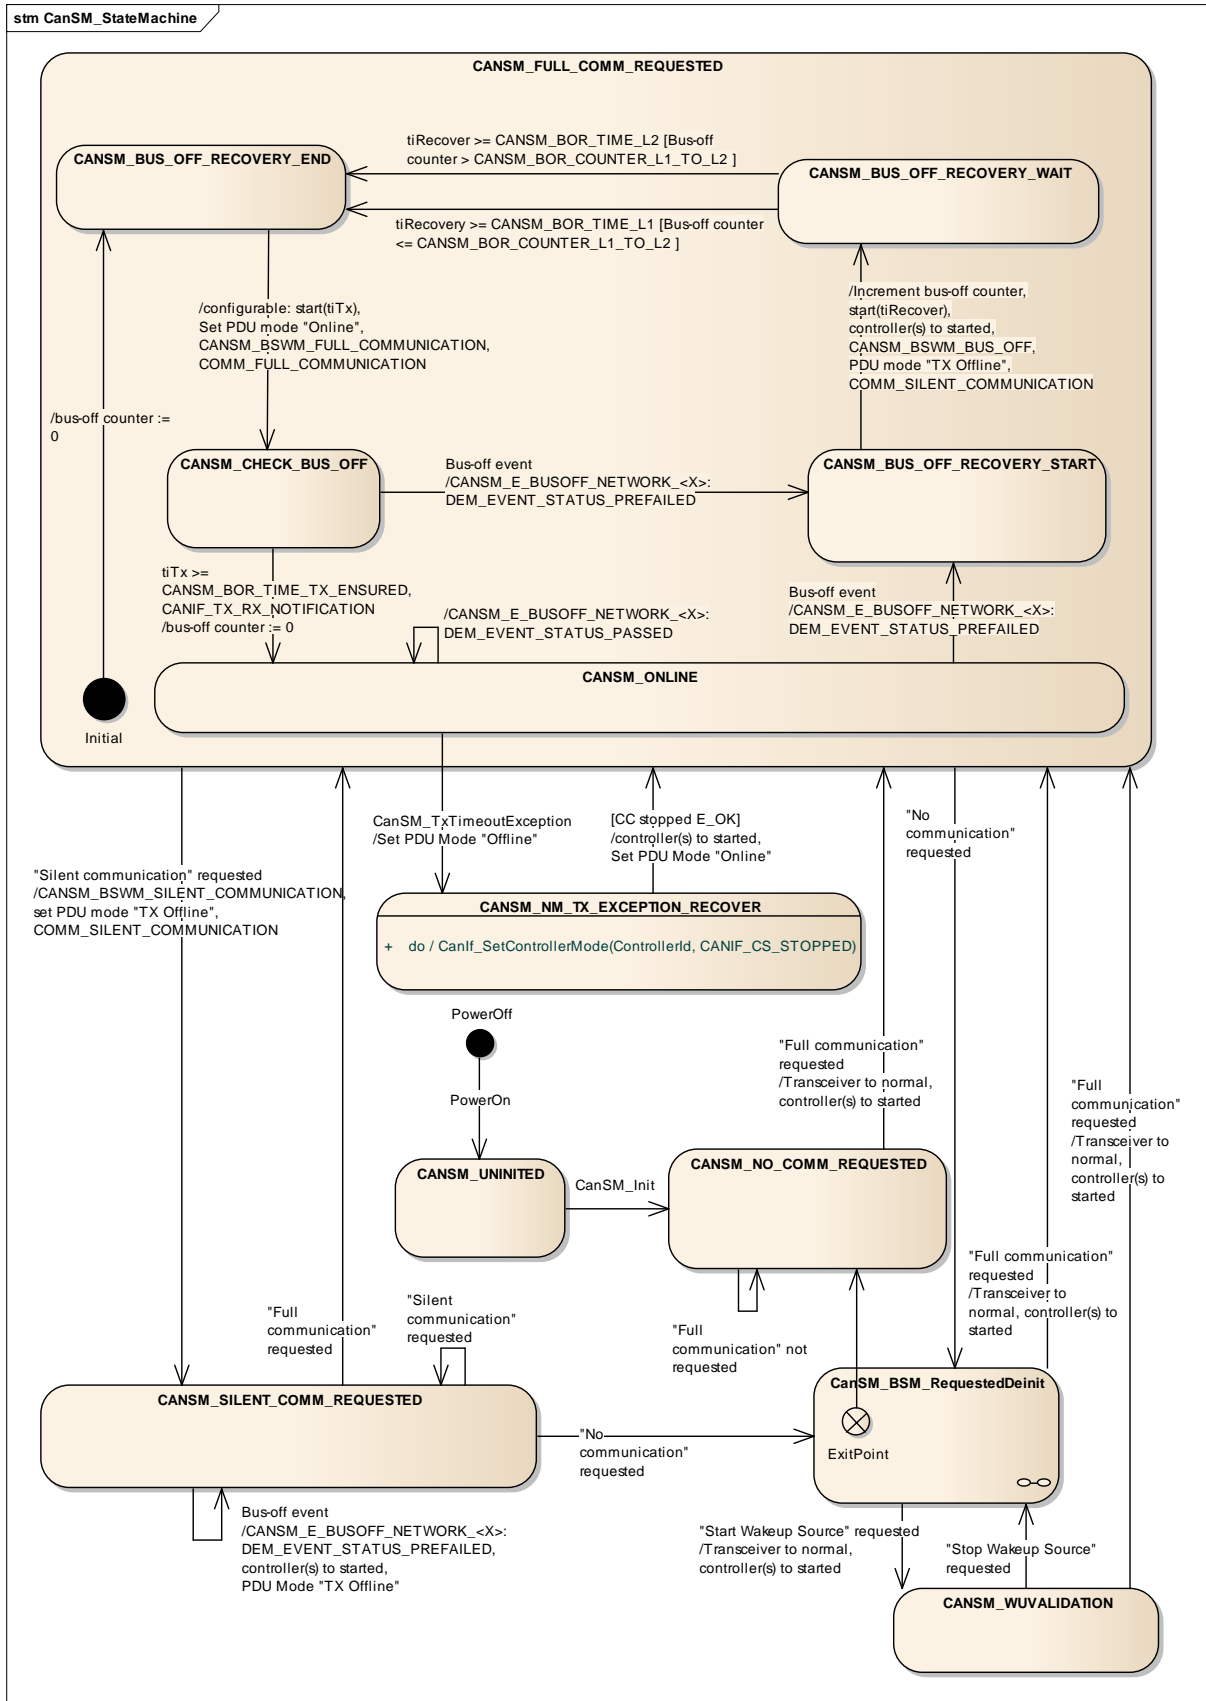 stm CanSM_StateMachine
CANSM_FULL_COMM_REQUESTED
tiRecover >= CANSM_BOR_TIME_L2 [Bus-off
counter > CANSM_BOR_COUNTER_L1_TO_L2 ]
CANSM_BUS_OFF_RECOVERY_END
CANSM_BUS_OFF_RECOVERY_WAIT
tiRecovery >= CANSM_BOR_TIME_L1 [Bus-off counter
<= CANSM_BOR_COUNTER_L1_TO_L2 ]
/configurable: start(tiTx),
Set PDU mode "Online",
CANSM_BSWM_FULL_COMMUNICATION,
COMM_FULL_COMMUNICATION
/Increment bus-off counter,
start(tiRecover),
controller(s) to started,
CANSM_BSWM_BUS_OFF,
PDU mode "TX Offline",
COMM_SILENT_COMMUNICATION
/bus-off counter :=
0
CANSM_CHECK_BUS_OFF
Bus-off event
/CANSM_E_BUSOFF_NETWORK_<X>:
DEM_EVENT_STATUS_PREFAILED
CANSM_BUS_OFF_RECOVERY_START
tiTx >=
CANSM_BOR_TIME_TX_ENSURED,
CANIF_TX_RX_NOTIFICATION
/bus-off counter := 0
/CANSM_E_BUSOFF_NETWORK_<X>:
DEM_EVENT_STATUS_PASSED
Bus-off event
/CANSM_E_BUSOFF_NETWORK_<X>:
DEM_EVENT_STATUS_PREFAILED
CANSM_ONLINE
Initial
CanSM_TxTimeoutException
/Set PDU Mode "Offline"
[CC stopped E_OK]
/controller(s) to started,
Set PDU Mode "Online"
"No
communication"
requested
"Silent communication" requested
/CANSM_BSWM_SILENT_COMMUNICATION,
set PDU mode "TX Offline",
COMM_SILENT_COMMUNICATION
CANSM_NM_TX_EXCEPTION_RECOVER
+ do / CanIf_SetControllerMode(ControllerId, CANIF_CS_STOPPED)
PowerOff
PowerOn
"Full communication"
requested
/Transceiver to normal,
controller(s) to started
"Full
communication"
requested
/Transceiver to
normal,
controller(s) to
started
CANSM_UNINITED
CanSM_Init
CANSM_NO_COMM_REQUESTED
"Full communication"
requested
/Transceiver to
normal, controller(s) to
started
"Full
communication"
requested
"Silent
communication"
requested
"Full
communication" not
requested
CANSM_SILENT_COMM_REQUESTED
CanSM_BSM_RequestedDeinit
ExitPoint
"No
communication"
requested
Bus-off event
/CANSM_E_BUSOFF_NETWORK_<X>:
DEM_EVENT_STATUS_PREFAILED,
controller(s) to started,
PDU Mode "TX Offline"
"Start Wakeup Source" requested
/Transceiver to normal,
controller(s) to started
"Stop Wakeup Source"
requested
CANSM_WUVALIDATION